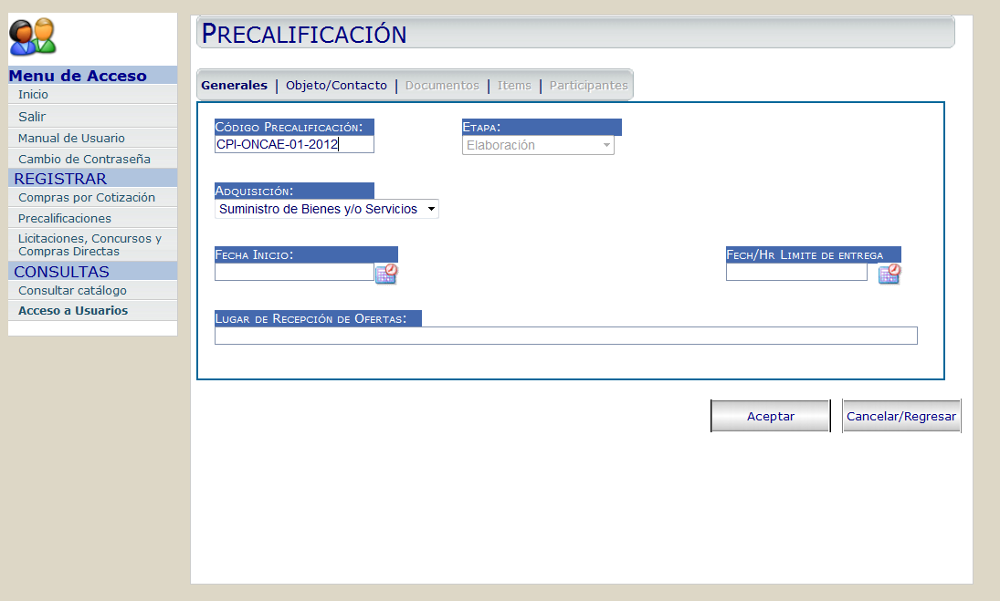 PRECALIFICACIÓN
Menu de Acceso
Inicio
Salir
Manual de Usuario
Cambio de Contraseña
REGISTRAR
Compras por Cotización
Precalificaciones
Licitaciones, Concursos y
Compras Directas
CONSULTAS
Consultar catálogo
Acceso a Usuarios
Generales | Objeto/Contacto | Documentos | Items | Participantes
CÓDIGO PRECALIFICACIÓN: ETAPA:
CPI-ONCAE-01-2012 Elaboración
ADQUISICIÓN:
Suministro de Bienes y/o Servicios
FECHA INICIO: FECH/HR LIMITE DE ENTREGA
LUGAR DE RECEPCIÓN DE OFERTAS:
Aceptar Cancelar/Regresar